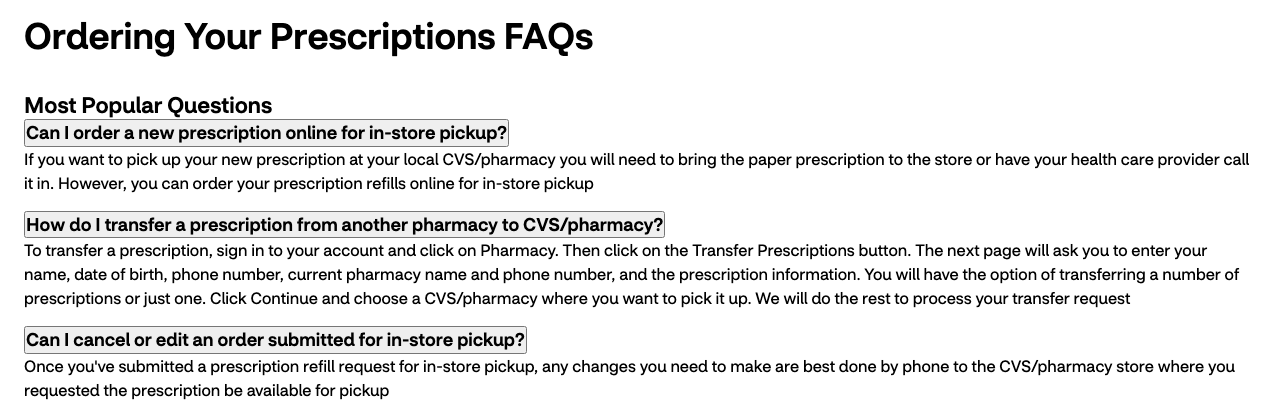 Ordering Your Prescriptions FAQs
Most Popular Questions
Can I order a new prescription online for in-store pickup?
If you want to pick up your new prescription at your local CVS/pharmacy you will need to bring the paper prescription to the store or have your health care provider call
it in. However, you can order your prescription refills online for in-store pickup
How do I transfer a prescription from another pharmacy to CVS/pharmacy?
To transfer a prescription, sign in to your account and click on Pharmacy. Then click on the Transfer Prescriptions button. The next page will ask you to enter your
name, date of birth, phone number, current pharmacy name and phone number, and the prescription information. You will have the option of transferring a number of
prescriptions or just one. Click Continue and choose a CVS/pharmacy where you want to pick it up. We will do the rest to process your transfer request
Can I cancel or edit an order submitted for in-store pickup?
Once you've submitted a prescription refill request for in-store pickup, any changes you need to make are best done by phone to the CVS/pharmacy store where you
requested the prescription be available for pickup